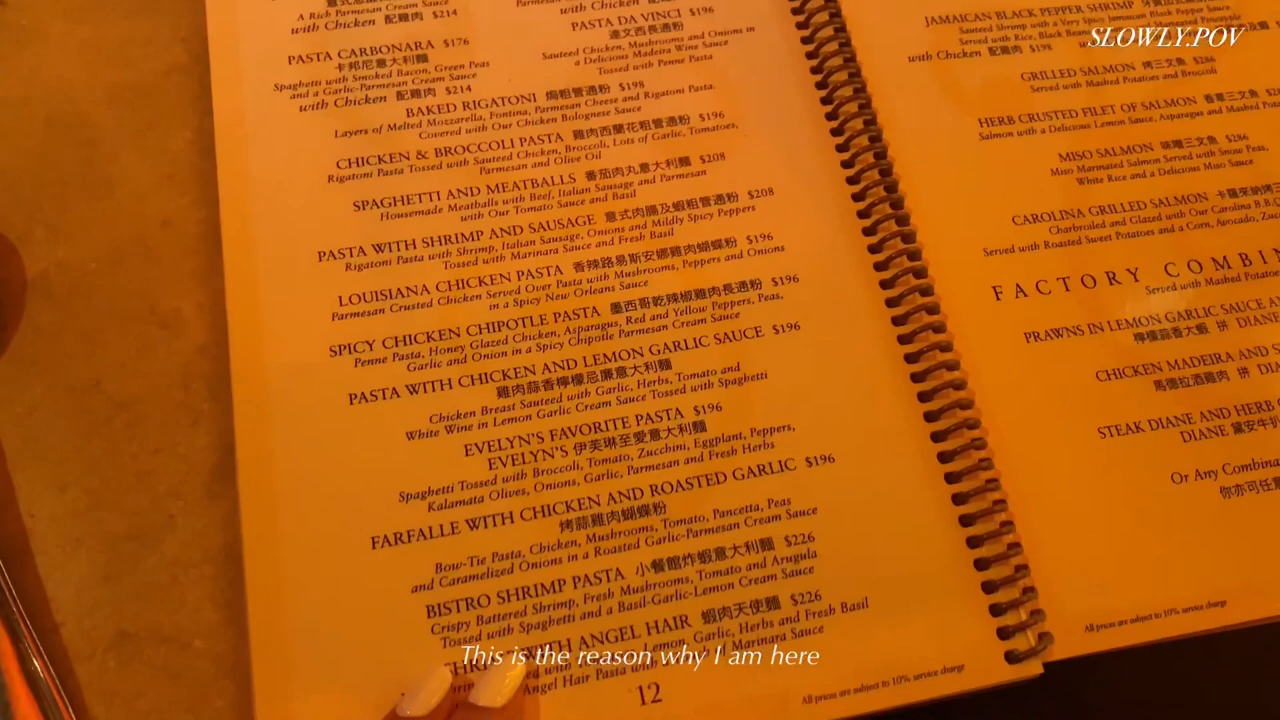 A Rich Parmesan Cream Sauce
with Chicken 配雞肉 $214
PASTA CARBONARA $176
卡邦尼意大利麵
Spaghetti with Smoked Bacon, Green Peas
and a Garlic-Parmesan Cream Sauce
with Chicken 配雞肉 $214
with Chicken 配雞肉
PASTA DA VINCI $196
達文西長通粉
Sauteed Chicken, Mushrooms and Onions in
a Delicious Madeira Wine Sauce
Tossed with Penne Pasta
BAKED RIGATONI 焗粗管通粉 $198
Layers of Melted Mozzarella, Fontina, Parmesan Cheese and Rigatoni Pasta.
Covered with Our Chicken Bolognese Sauce
CHICKEN & BROCCOLI PASTA 雞肉西蘭花粗管通粉 $196
Rigatoni Pasta Tossed with Sauteed Chicken, Broccoli, Lots of Garlic, Tomatoes,
Parmesan and Olive Oil
SPAGHETTI AND MEATBALLS 番茄肉丸意大利麵 $208
Housemade Meatballs with Beef, Italian Sausage and Parmesan
with Our Tomato Sauce and Basil
PASTA WITH SHRIMP AND SAUSAGE 意式肉腸及蝦粗管通粉 $208
Rigatoni Pasta with Shrimp, Italian Sausage, Onions and Mildly Spicy Peppers
Tossed with Marinara Sauce and Fresh Basil
LOUISIANA CHICKEN PASTA 香辣路易斯安娜雞肉蝴蝶粉 $196
Parmesan Crusted Chicken Served Over Pasta with Mushrooms, Peppers and Onions
in a Spicy New Orleans Sauce
SPICY CHICKEN CHIPOTLE PASTA 墨西哥乾辣椒雞肉長通粉 $196
Penne Pasta, Honey Glazed Chicken, Asparagus, Red and Yellow Peppers, Peas,
Garlic and Onion in a Spicy Chipotle Parmesan Cream Sauce
PASTA WITH CHICKEN AND LEMON GARLIC SAUCE $196
雞肉蒜香檸檬忌廉意大利麵
Chicken Breast Sauteed with Garlic, Herbs, Tomato and
White Wine in Lemon Garlic Cream Sauce Tossed with Spaghetti
EVELYN'S FAVORITE PASTA $196
EVELYN'S 伊芙琳至愛意大利麵
Spaghetti Tossed with Broccoli, Tomato, Zucchini, Eggplant, Peppers,
Kalamata Olives, Onions, Garlic, Parmesan and Fresh Herbs
FARFALLE WITH CHICKEN AND ROASTED GARLIC $196
烤蒜雞肉蝴蝶粉
Bow-Tie Pasta, Chicken, Mushrooms, Tomato, Pancetta, Peas
and Caramelized Onions in a Roasted Garlic-Parmesan Cream Sauce
BISTRO SHRIMP PASTA 小餐館炸蝦意大利麵 $226
Crispy Battered Shrimp, Fresh Mushrooms, Tomato and Arugula
Tossed with Spaghetti and a Basil-Garlic-Lemon Cream Sauce
WITH ANGEL HAIR 蝦肉天使麵 $226
Lemon, Garlic, Herbs and Fresh Basil
Angel Hair Pasta with Marinara Sauce
12
All prices are subject to 10% service charge
JAMAICAN BLACK PEPPER SHRIMP
Sauteed Shrimp with a Very Spicy Jamaican Black Pepper Sauce.
Served with Rice, Black Beans Pineapple
with Chicken 配雞肉 $198
GRILLED SALMON 烤三文魚 $286
Served with Mashed Potatoes and Broccoli
HERB CRUSTED FILET OF SALMON 香草三文魚
Salmon with a Delicious Lemon Sauce, Asparagus and Mashed
MISO SALMON 味噌三文魚 $286
Miso Marinated Salmon Served with Snow Peas,
White Rice and a Delicious Miso Sauce
CAROLINA GRILLED SALMON
Charbroiled and Glazed with Our Carolina B.B.Q.
Served with Roasted Sweet Potatoes and a Corn, Avocado,
FACTORY COMBIN
Served with Mashed
PRAWNS IN LEMON GARLIC SAUCE
檸檬蒜香大蝦 拼 DIANE
CHICKEN MADEIRA AND
馬德拉酒雞肉 拼
STEAK DIANE AND HERB
DIANE 黛安牛扒
Or Any
你亦可任意
All prices are subject to 10% service charge
SLOWLY.POV
This is the reason why I am here